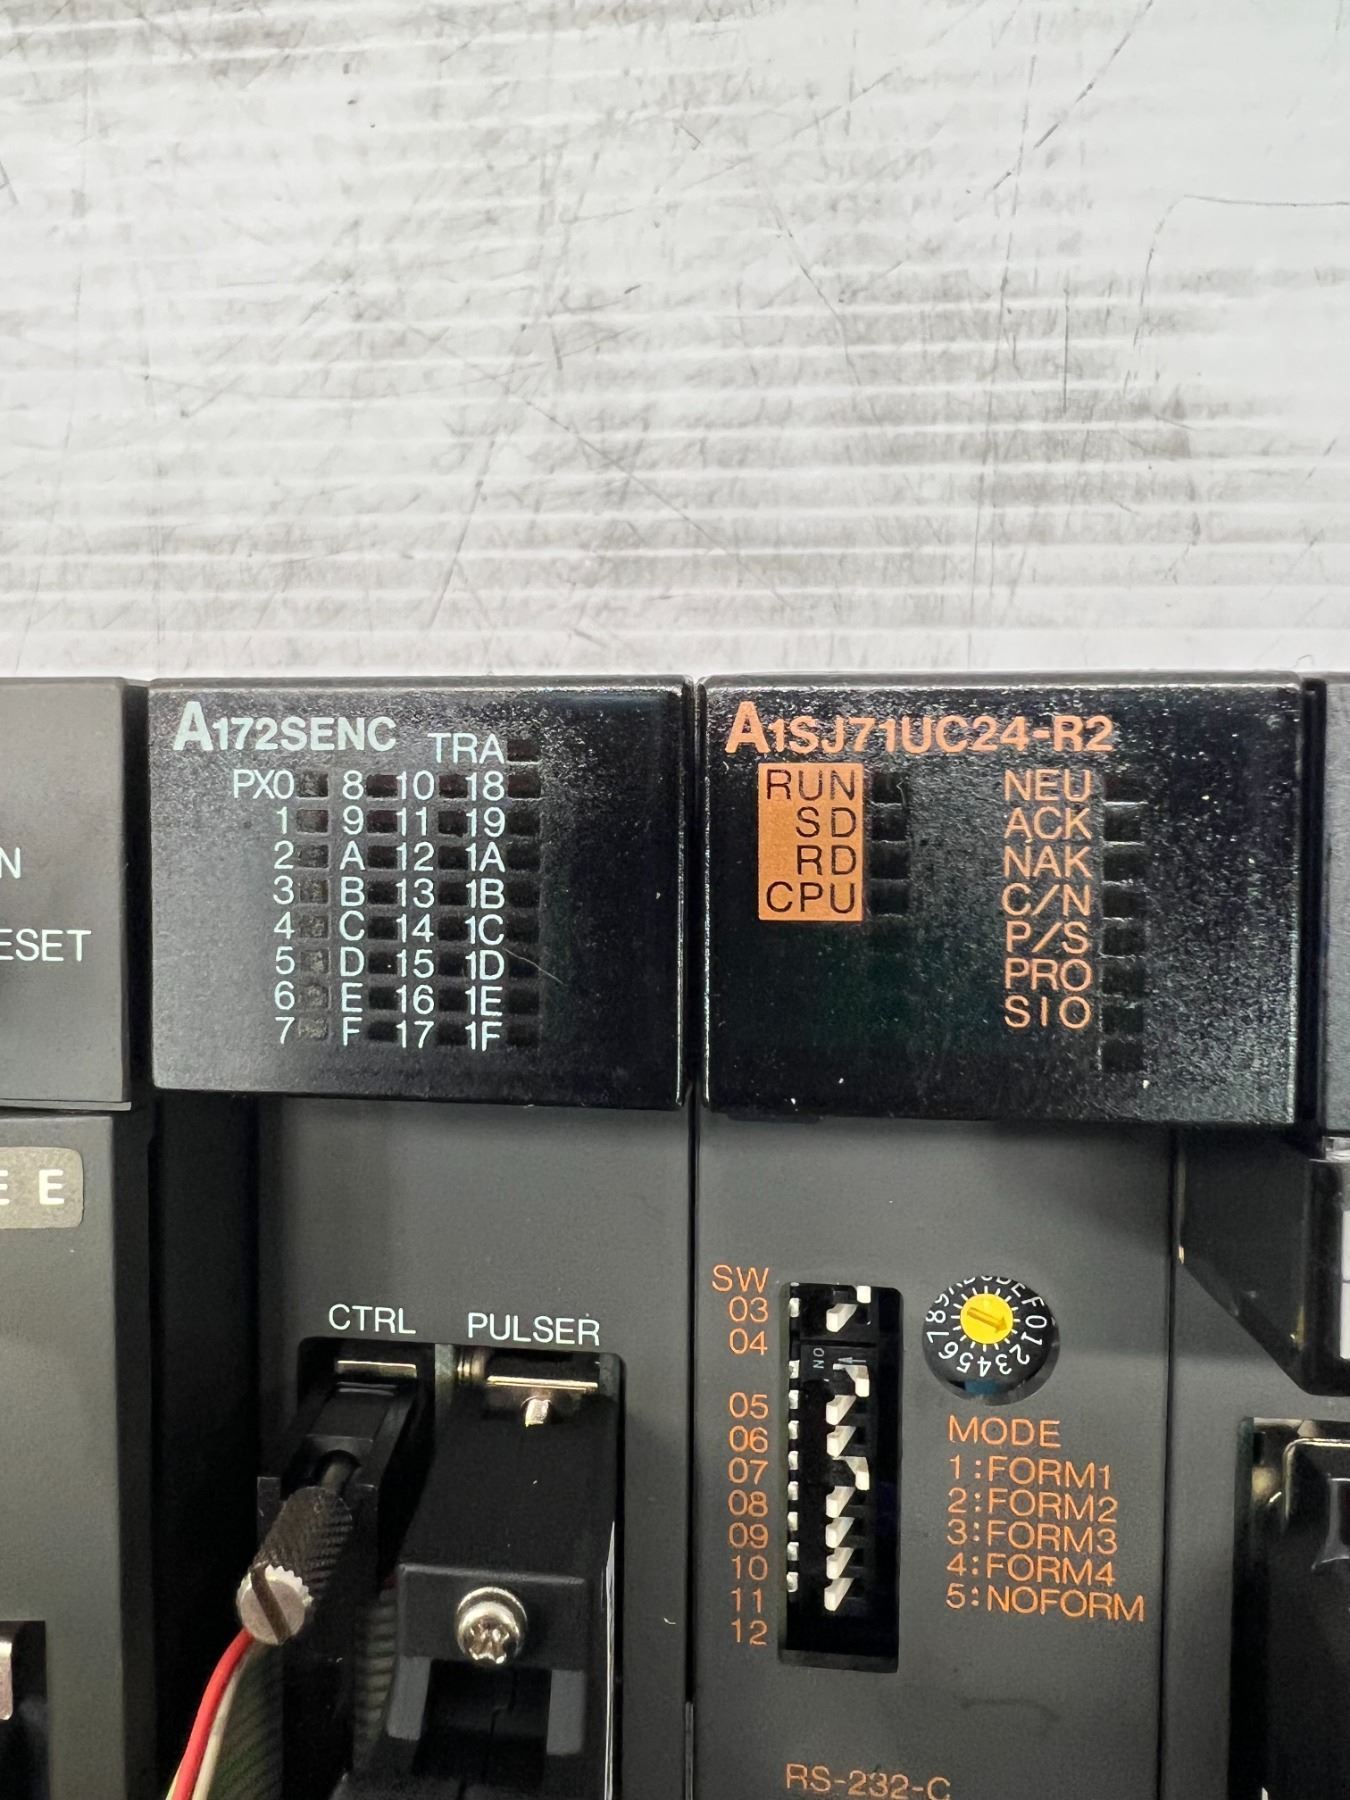 A172SENC
TRA
PX0 8 10 18
1 9 11 19
2 A 12 1A
3 B 13 1B
4 C 14 1C
5 D 15 1D
6 E 16 1E
7 F 17 1F
CTRL PULSER
A1SJ71UC24-R2
RUN NEU
SD ACK
RD NAK
CPU C/N
P/S
PRO
SIO
SW
03
04
05
06
07
08
09
10
11
12
NO
MODE
1:FORM1
2:FORM2
3:FORM3
4:FORM4
5:NOFORM
RS-232-C
N
ESET
E E